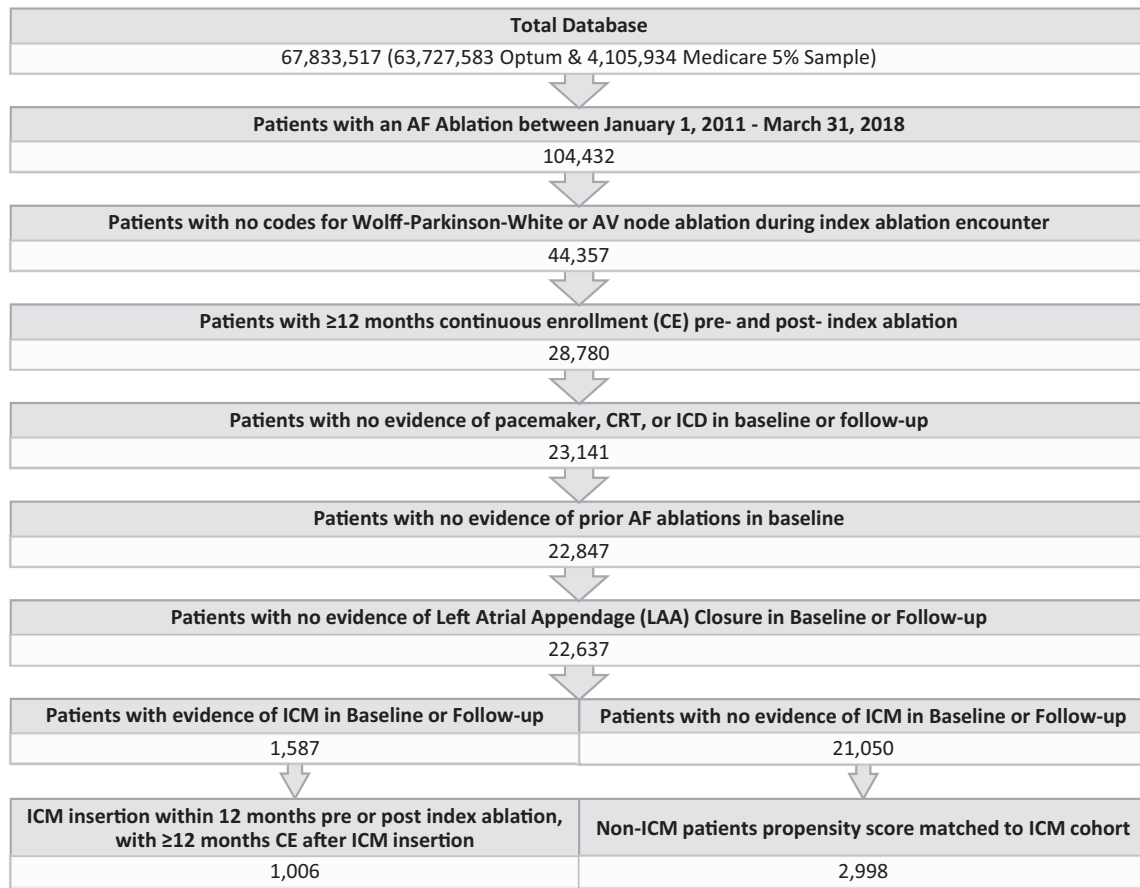 Total Database
67,833,517 (63,727,583 Optum & 4,105,934 Medicare 5% Sample)
Patients with an AF Ablation between January 1, 2011 - March 31, 2018
104,432
Patients with no codes for Wolff-Parkinson-White or AV node ablation during index ablation encounter
44,357
Patients with ≥12 months continuous enrollment (CE) pre- and post- index ablation
28,780
Patients with no evidence of pacemaker, CRT, or ICD in baseline or follow-up
23,141
Patients with no evidence of prior AF ablations in baseline
22,847
Patients with no evidence of Left Atrial Appendage (LAA) Closure in Baseline or Follow-up
22,637
Patients with evidence of ICM in Baseline or Follow-up
1,587
Patients with no evidence of ICM in Baseline or Follow-up
21,050
ICM insertion within 12 months pre or post index ablation,
with ≥12 months CE after ICM insertion
1,006
Non-ICM patients propensity score matched to ICM cohort
2,998